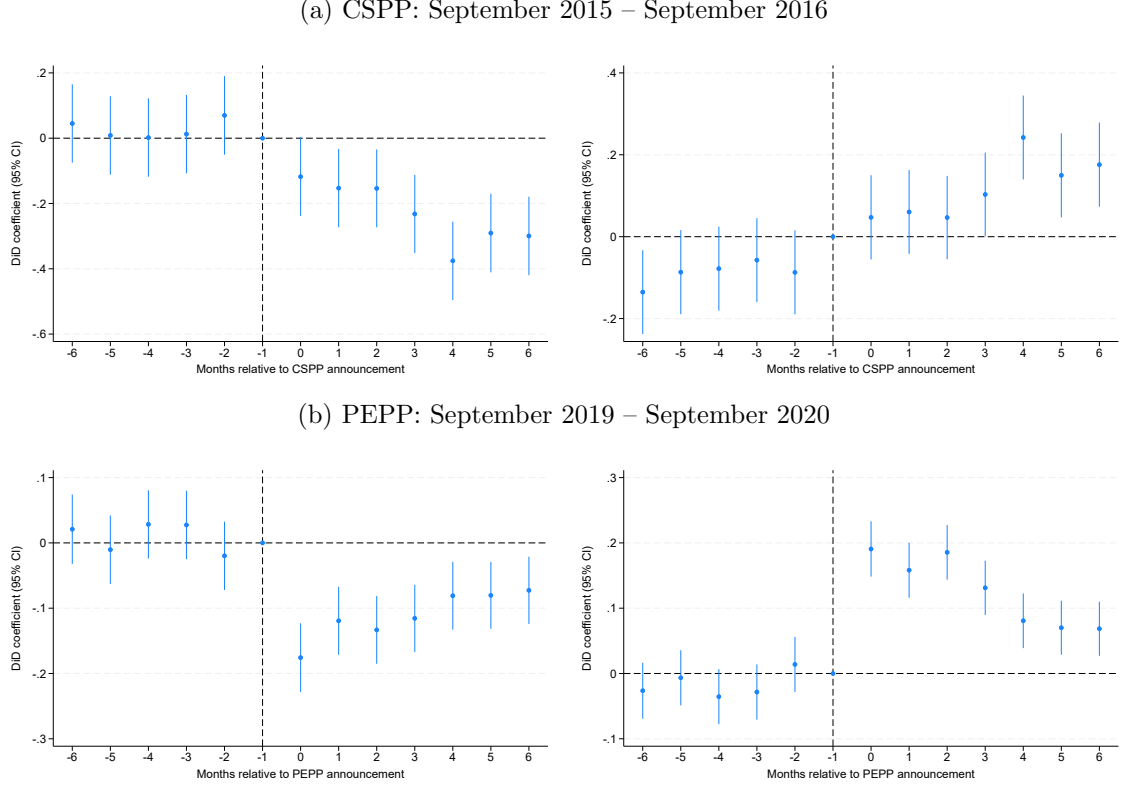 (a) CSPP: September 2015 – September 2016
.2
0
-.2
-.4
-.6
DiD coefficient (95% CI)
-6 -5 -4 -3 -2 -1 0 1 2 3 4 5 6
Months relative to CSPP announcement
.4
.2
0
-.2
DiD coefficient (95% CI)
-6 -5 -4 -3 -2 -1 0 1 2 3 4 5 6
Months relative to CSPP announcement
(b) PEPP: September 2019 – September 2020
.1
0
-.1
-.2
-.3
DiD coefficient (95% CI)
-6 -5 -4 -3 -2 -1 0 1 2 3 4 5 6
Months relative to PEPP announcement
.3
.2
.1
0
-.1
DiD coefficient (95% CI)
-6 -5 -4 -3 -2 -1 0 1 2 3 4 5 6
Months relative to PEPP announcement